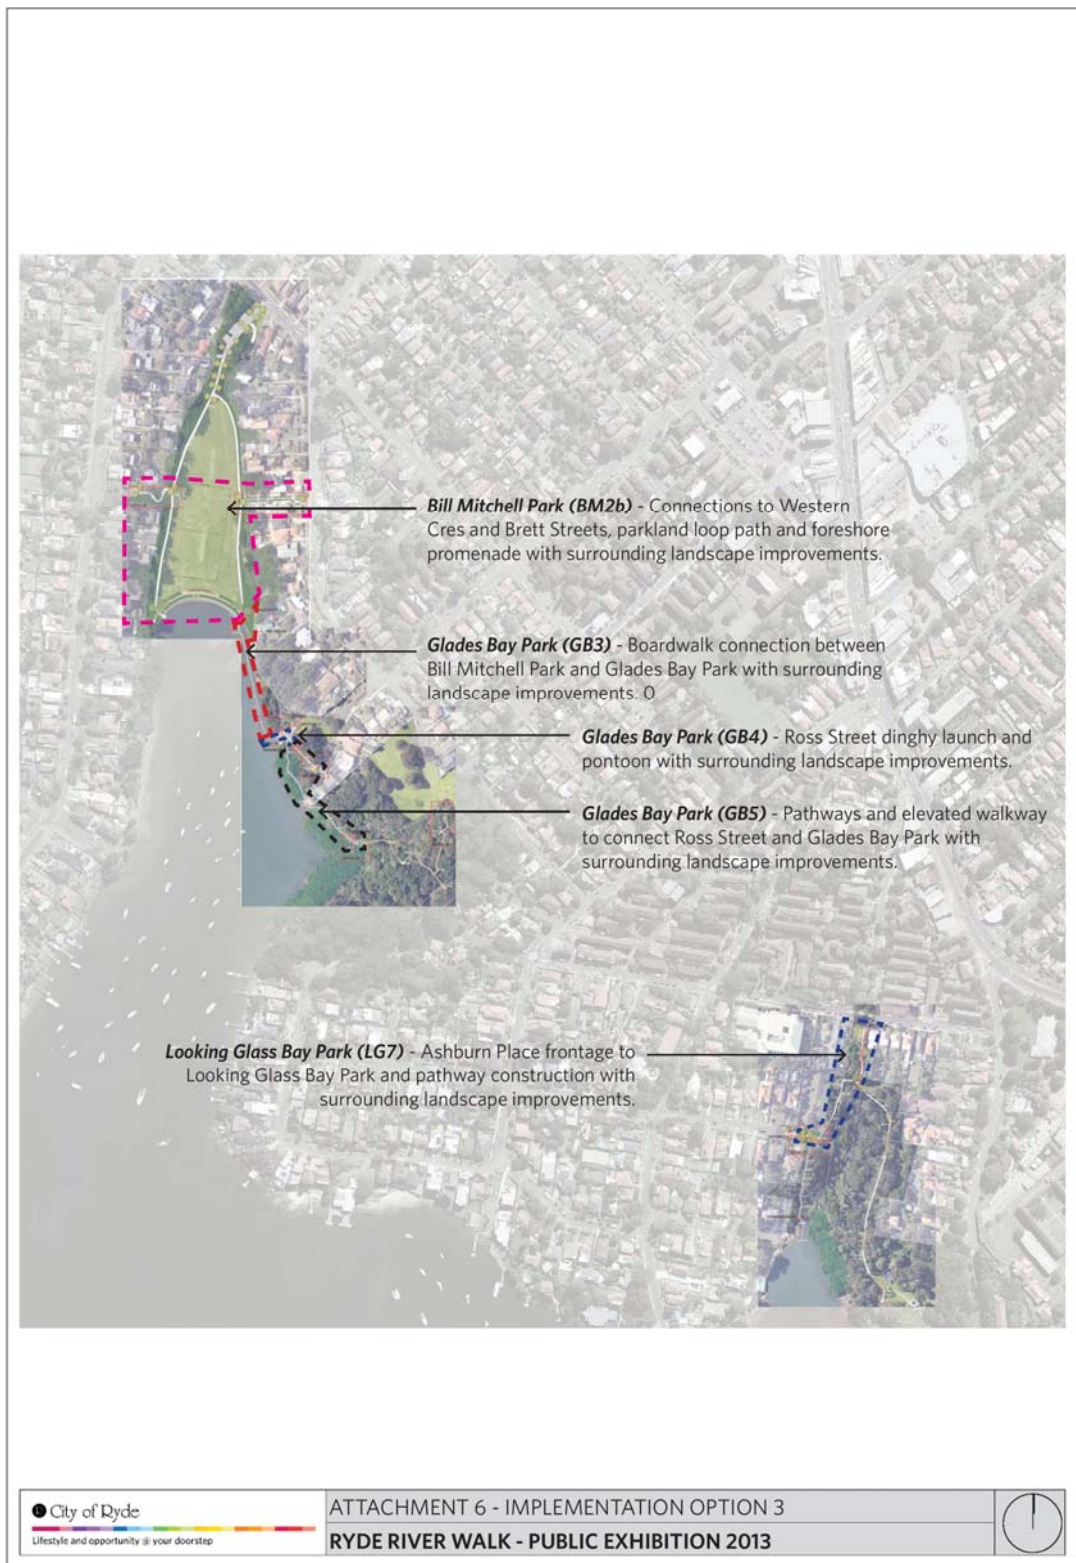 Bill Mitchell Park (BM2b) - Connections to Western
Cres and Brett Streets, parkland loop path and foreshore
promenade with surrounding landscape improvements.
Glades Bay Park (GB3) - Boardwalk connection between
Bill Mitchell Park and Glades Bay Park with surrounding
landscape improvements. 0
Glades Bay Park (GB4) - Ross Street dinghy launch and
pontoon with surrounding landscape improvements.
Glades Bay Park (GB5) - Pathways and elevated walkway
to connect Ross Street and Glades Bay Park with
surrounding landscape improvements.
Looking Glass Bay Park (LG7) - Ashburn Place frontage to
Looking Glass Bay Park and pathway construction with
surrounding landscape improvements.
City of Ryde
Lifestyle and opportunity @ your doorstep
ATTACHMENT 6 - IMPLEMENTATION OPTION 3
RYDE RIVER WALK - PUBLIC EXHIBITION 2013